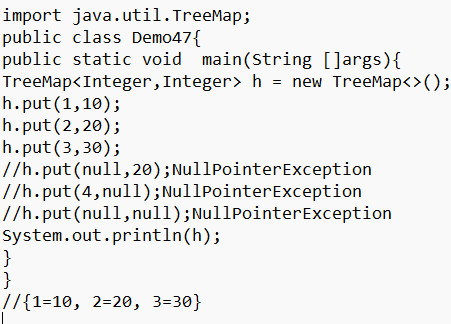 import java.util.TreeMap;
public class Demo47{
public static void  main(String []args){
TreeMap<Integer,Integer> h = new TreeMap<>();
h.put(1,10);
h.put(2,20);
h.put(3,30);
//h.put(null,20);NullPointerException
//h.put(4,null);NullPointerException
//h.put(null,null);NullPointerException
System.out.println(h);
}
}
//{1=10, 2=20, 3=30}